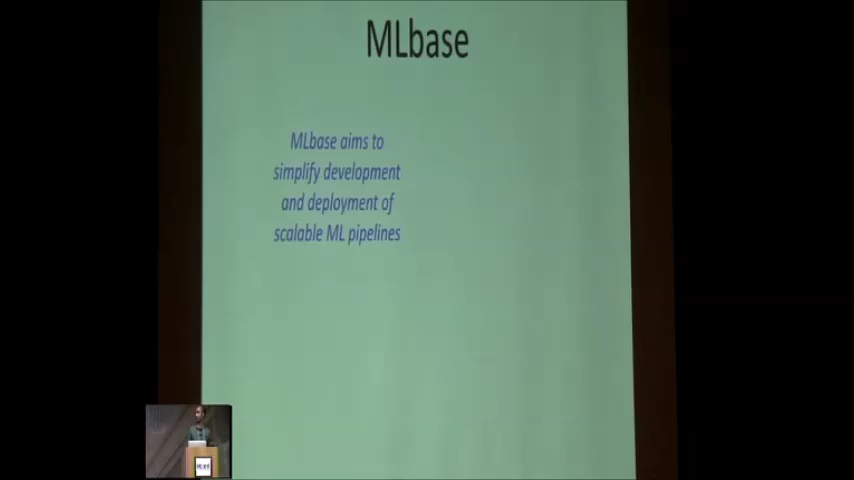 MLbase
MLbase aims to
simplify development
and deployment of
scalable ML pipelines